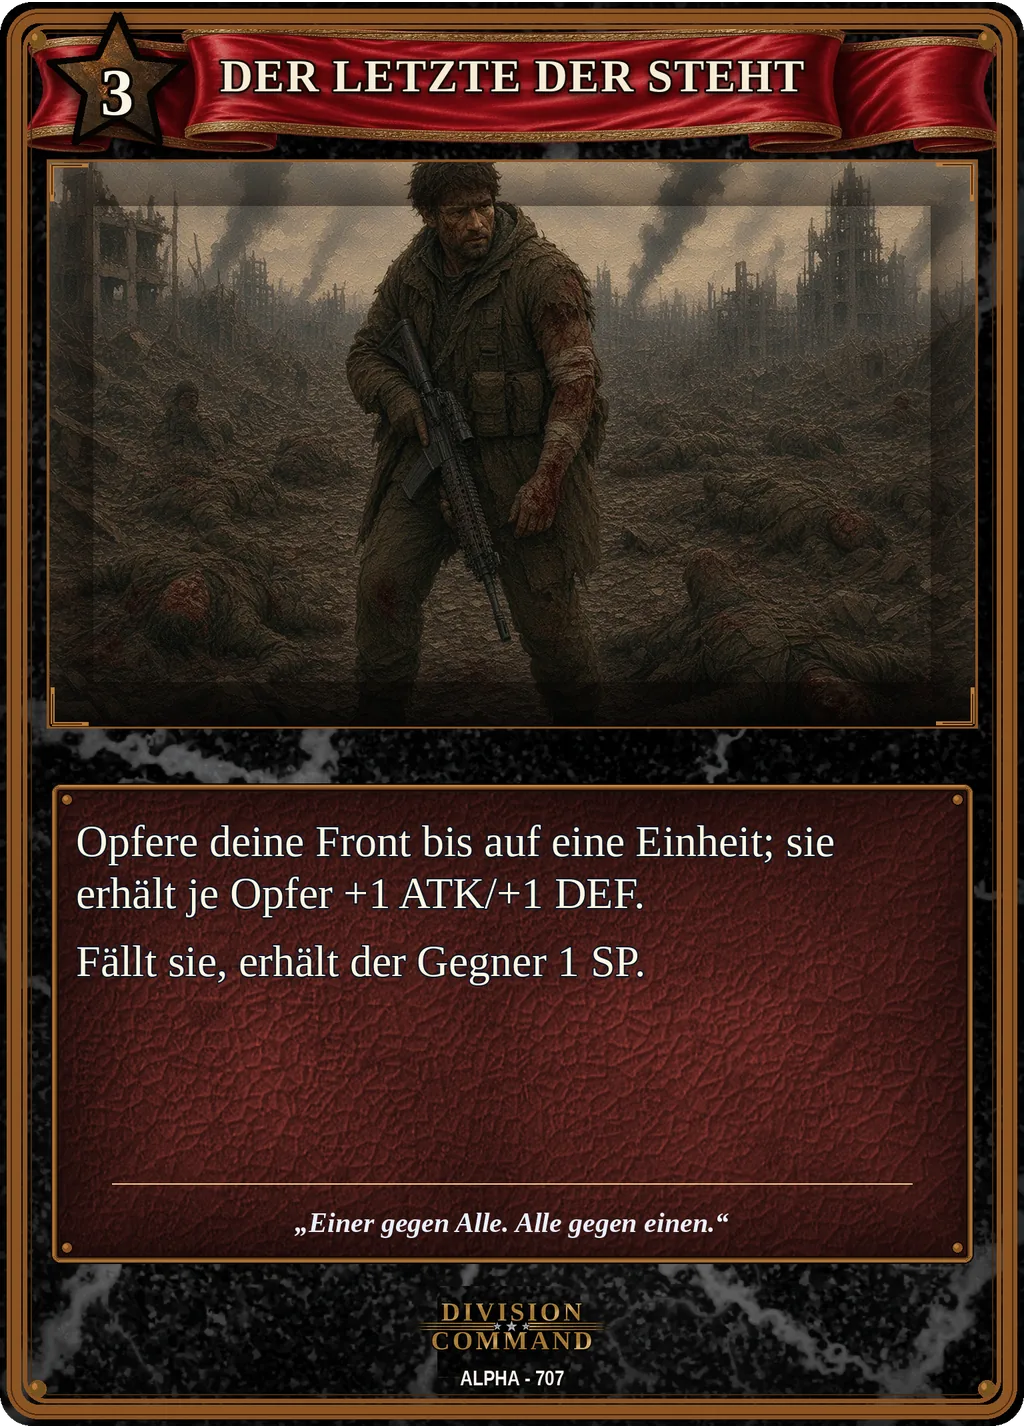 3
DER LETZTE DER STEHT
Opfere deine Front bis auf eine Einheit; sie
erhält je Opfer +1 ATK/+1 DEF.
Fällt sie, erhält der Gegner 1 SP.
„Einer gegen Alle. Alle gegen einen.“
DIVISION
COMMAND
ALPHA - 707